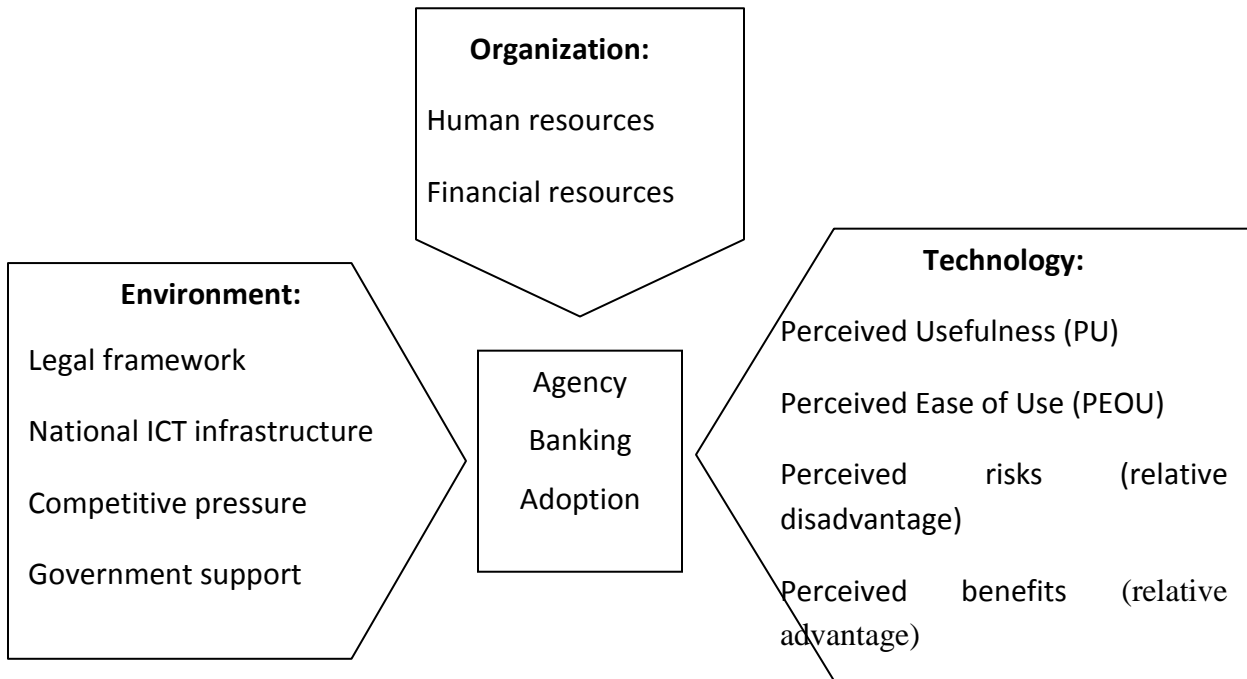 Organization:
Human resources
Financial resources
Environment:
Legal framework
National ICT infrastructure
Competitive pressure
Government support
Agency
Banking
Adoption
Technology:
Perceived Usefulness (PU)
Perceived Ease of Use (PEOU)
Perceived risks (relative
disadvantage)
Perceived benefits (relative
advantage)